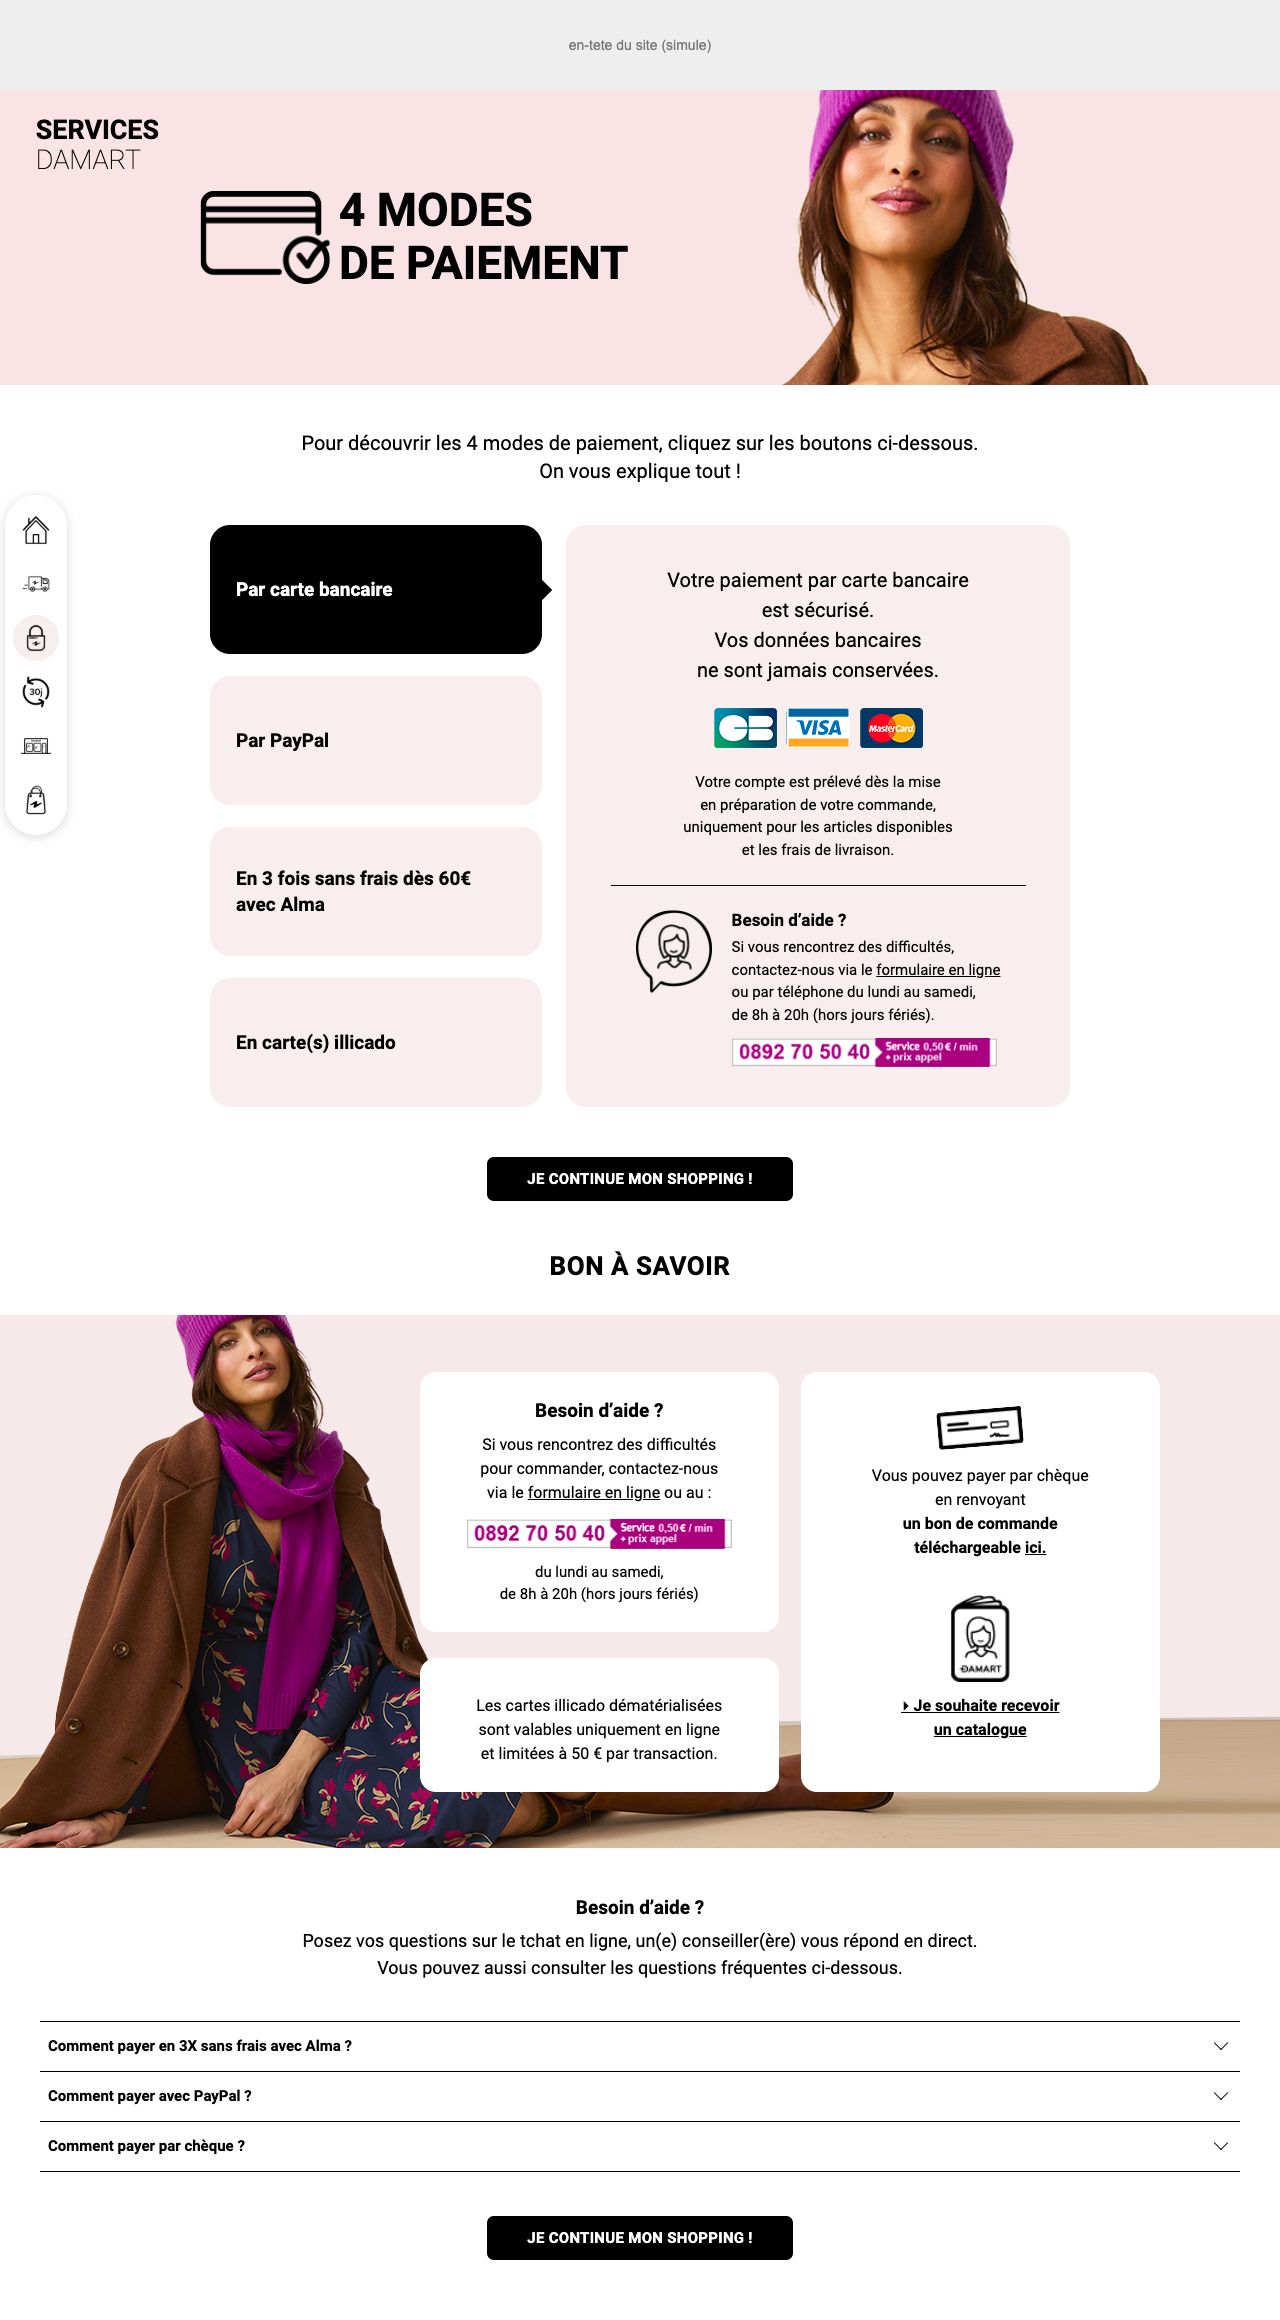 en-tete du site (simule)
SERVICES
DAMART
4 MODES
DE PAIEMENT
Pour découvrir les 4 modes de paiement, cliquez sur les boutons ci-dessous.
On vous explique tout !
30j
Par carte bancaire
Par PayPal
En 3 fois sans frais dès 60€
avec Alma
En carte(s) illicado
Votre paiement par carte bancaire
est sécurisé.
Vos données bancaires
ne sont jamais conservées.
CB VISA MasterCard
Votre compte est prélevé dès la mise
en préparation de votre commande,
uniquement pour les articles disponibles
et les frais de livraison.
Besoin d’aide ?
Si vous rencontrez des difficultés,
contactez-nous via le formulaire en ligne
ou par téléphone du lundi au samedi,
de 8h à 20h (hors jours fériés).
0892 70 50 40 Service 0,50 € / min
+ prix appel
JE CONTINUE MON SHOPPING !
BON À SAVOIR
Besoin d’aide ?
Si vous rencontrez des difficultés
pour commander, contactez-nous
via le formulaire en ligne ou au :
0892 70 50 40 Service 0,50 € / min
+ prix appel
du lundi au samedi,
de 8h à 20h (hors jours fériés)
Les cartes illicado dématérialisées
sont valables uniquement en ligne
et limitées à 50 € par transaction.
Vous pouvez payer par chèque
en renvoyant
un bon de commande
téléchargeable ici.
DAMART
Je souhaite recevoir
un catalogue
Besoin d’aide ?
Posez vos questions sur le tchat en ligne, un(e) conseiller(ère) vous répond en direct.
Vous pouvez aussi consulter les questions fréquentes ci-dessous.
Comment payer en 3X sans frais avec Alma ?
Comment payer avec PayPal ?
Comment payer par chèque ?
JE CONTINUE MON SHOPPING !